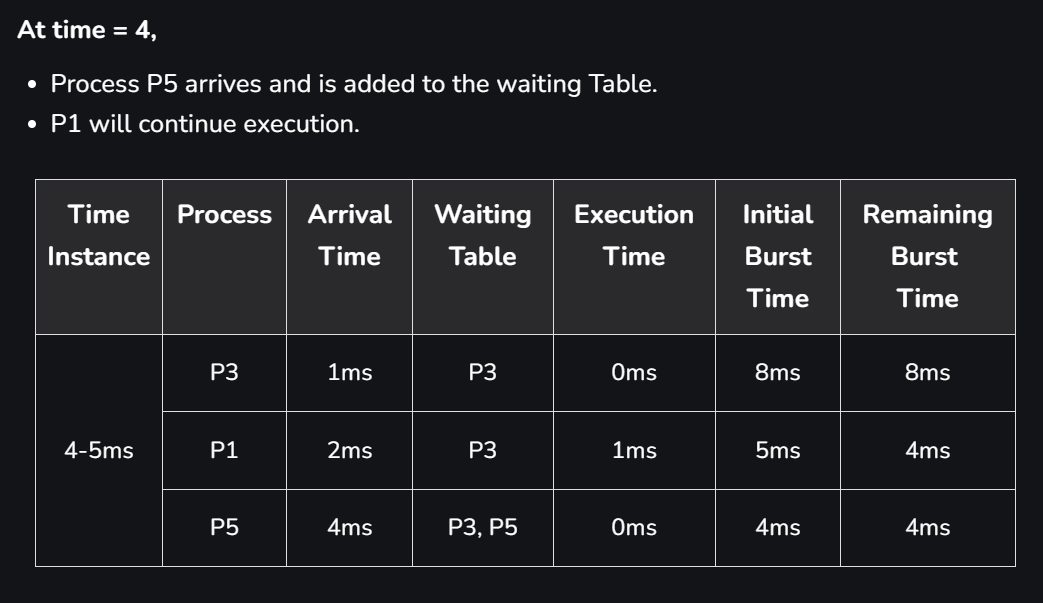 At time = 4,
• Process P5 arrives and is added to the waiting Table.
• P1 will continue execution.
Time Instance Process Arrival Time Waiting Table Execution Time Initial Burst Time Remaining Burst Time
P3 1ms P3 0ms 8ms 8ms
4-5ms P1 2ms P3 1ms 5ms 4ms
P5 4ms P3, P5 0ms 4ms 4ms